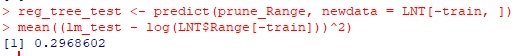 > reg_tree_test <- predict(prune_Range, newdata = LNT[-train, ])
> mean((lm_test - log(LNT$Range[-train]))^2)
[1] 0.2968602